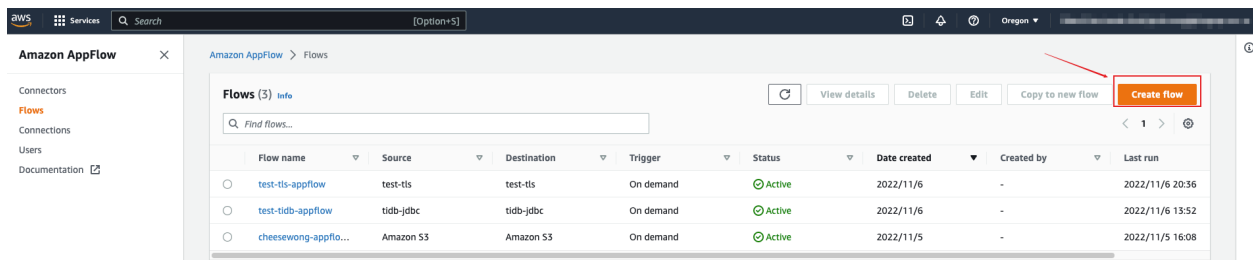 aws Services Search [Option+S] Oregon
Amazon AppFlow
Amazon AppFlow > Flows
Connectors
Flows
Connections
Users
Documentation
Flows (3) Info
View details Delete Edit Copy to new flow Create flow
Find flows...
1
Flow name Source Destination Trigger Status Date created Created by Last run
test-tls-appflow test-tls test-tls On demand Active 2022/11/6 - 2022/11/6 20:36
test-tidb-appflow tidb-jdbc tidb-jdbc On demand Active 2022/11/6 - 2022/11/6 13:52
cheesewong-appflo... Amazon S3 Amazon S3 On demand Active 2022/11/5 - 2022/11/5 16:08